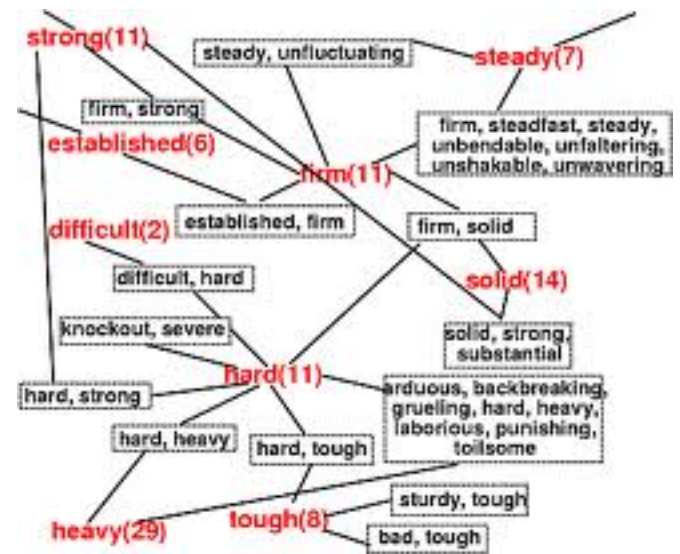 strong(11)
steady, unfluctuating
steady(7)
firm, strong
established(6)
firm, steadfast, steady,
unbendable, unfaltering,
unshakable, unwavering
firm(11)
established, firm
difficult(2)
firm, solid
difficult, hard
solid(14)
knockout, severe
solid, strong,
substantial
hard(11)
hard, strong
arduous, backbreaking,
grueling, hard, heavy,
laborious, punishing,
toilsome
hard, heavy
hard, tough
sturdy, tough
heavy(29)
tough(8)
bad, tough